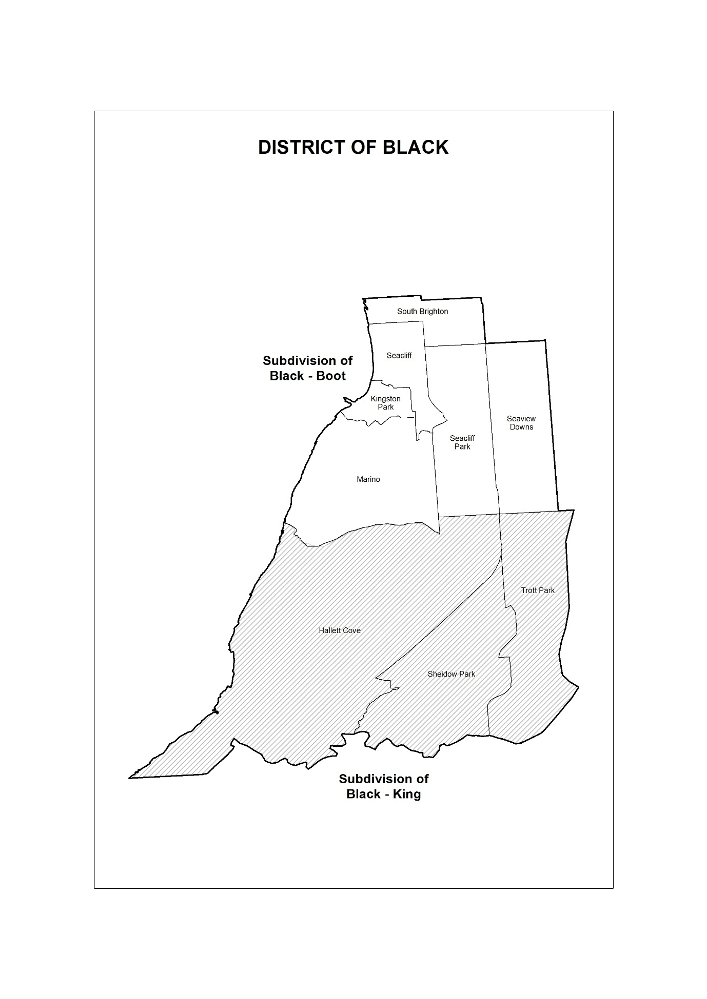 DISTRICT OF BLACK
South Brighton
Seacliff
Subdivision of
Black - Boot
Kingston
Park
Seaview
Downs
Seacliff
Park
Marino
Trott Park
Hallett Cove
Sheidow Park
Subdivision of
Black - King